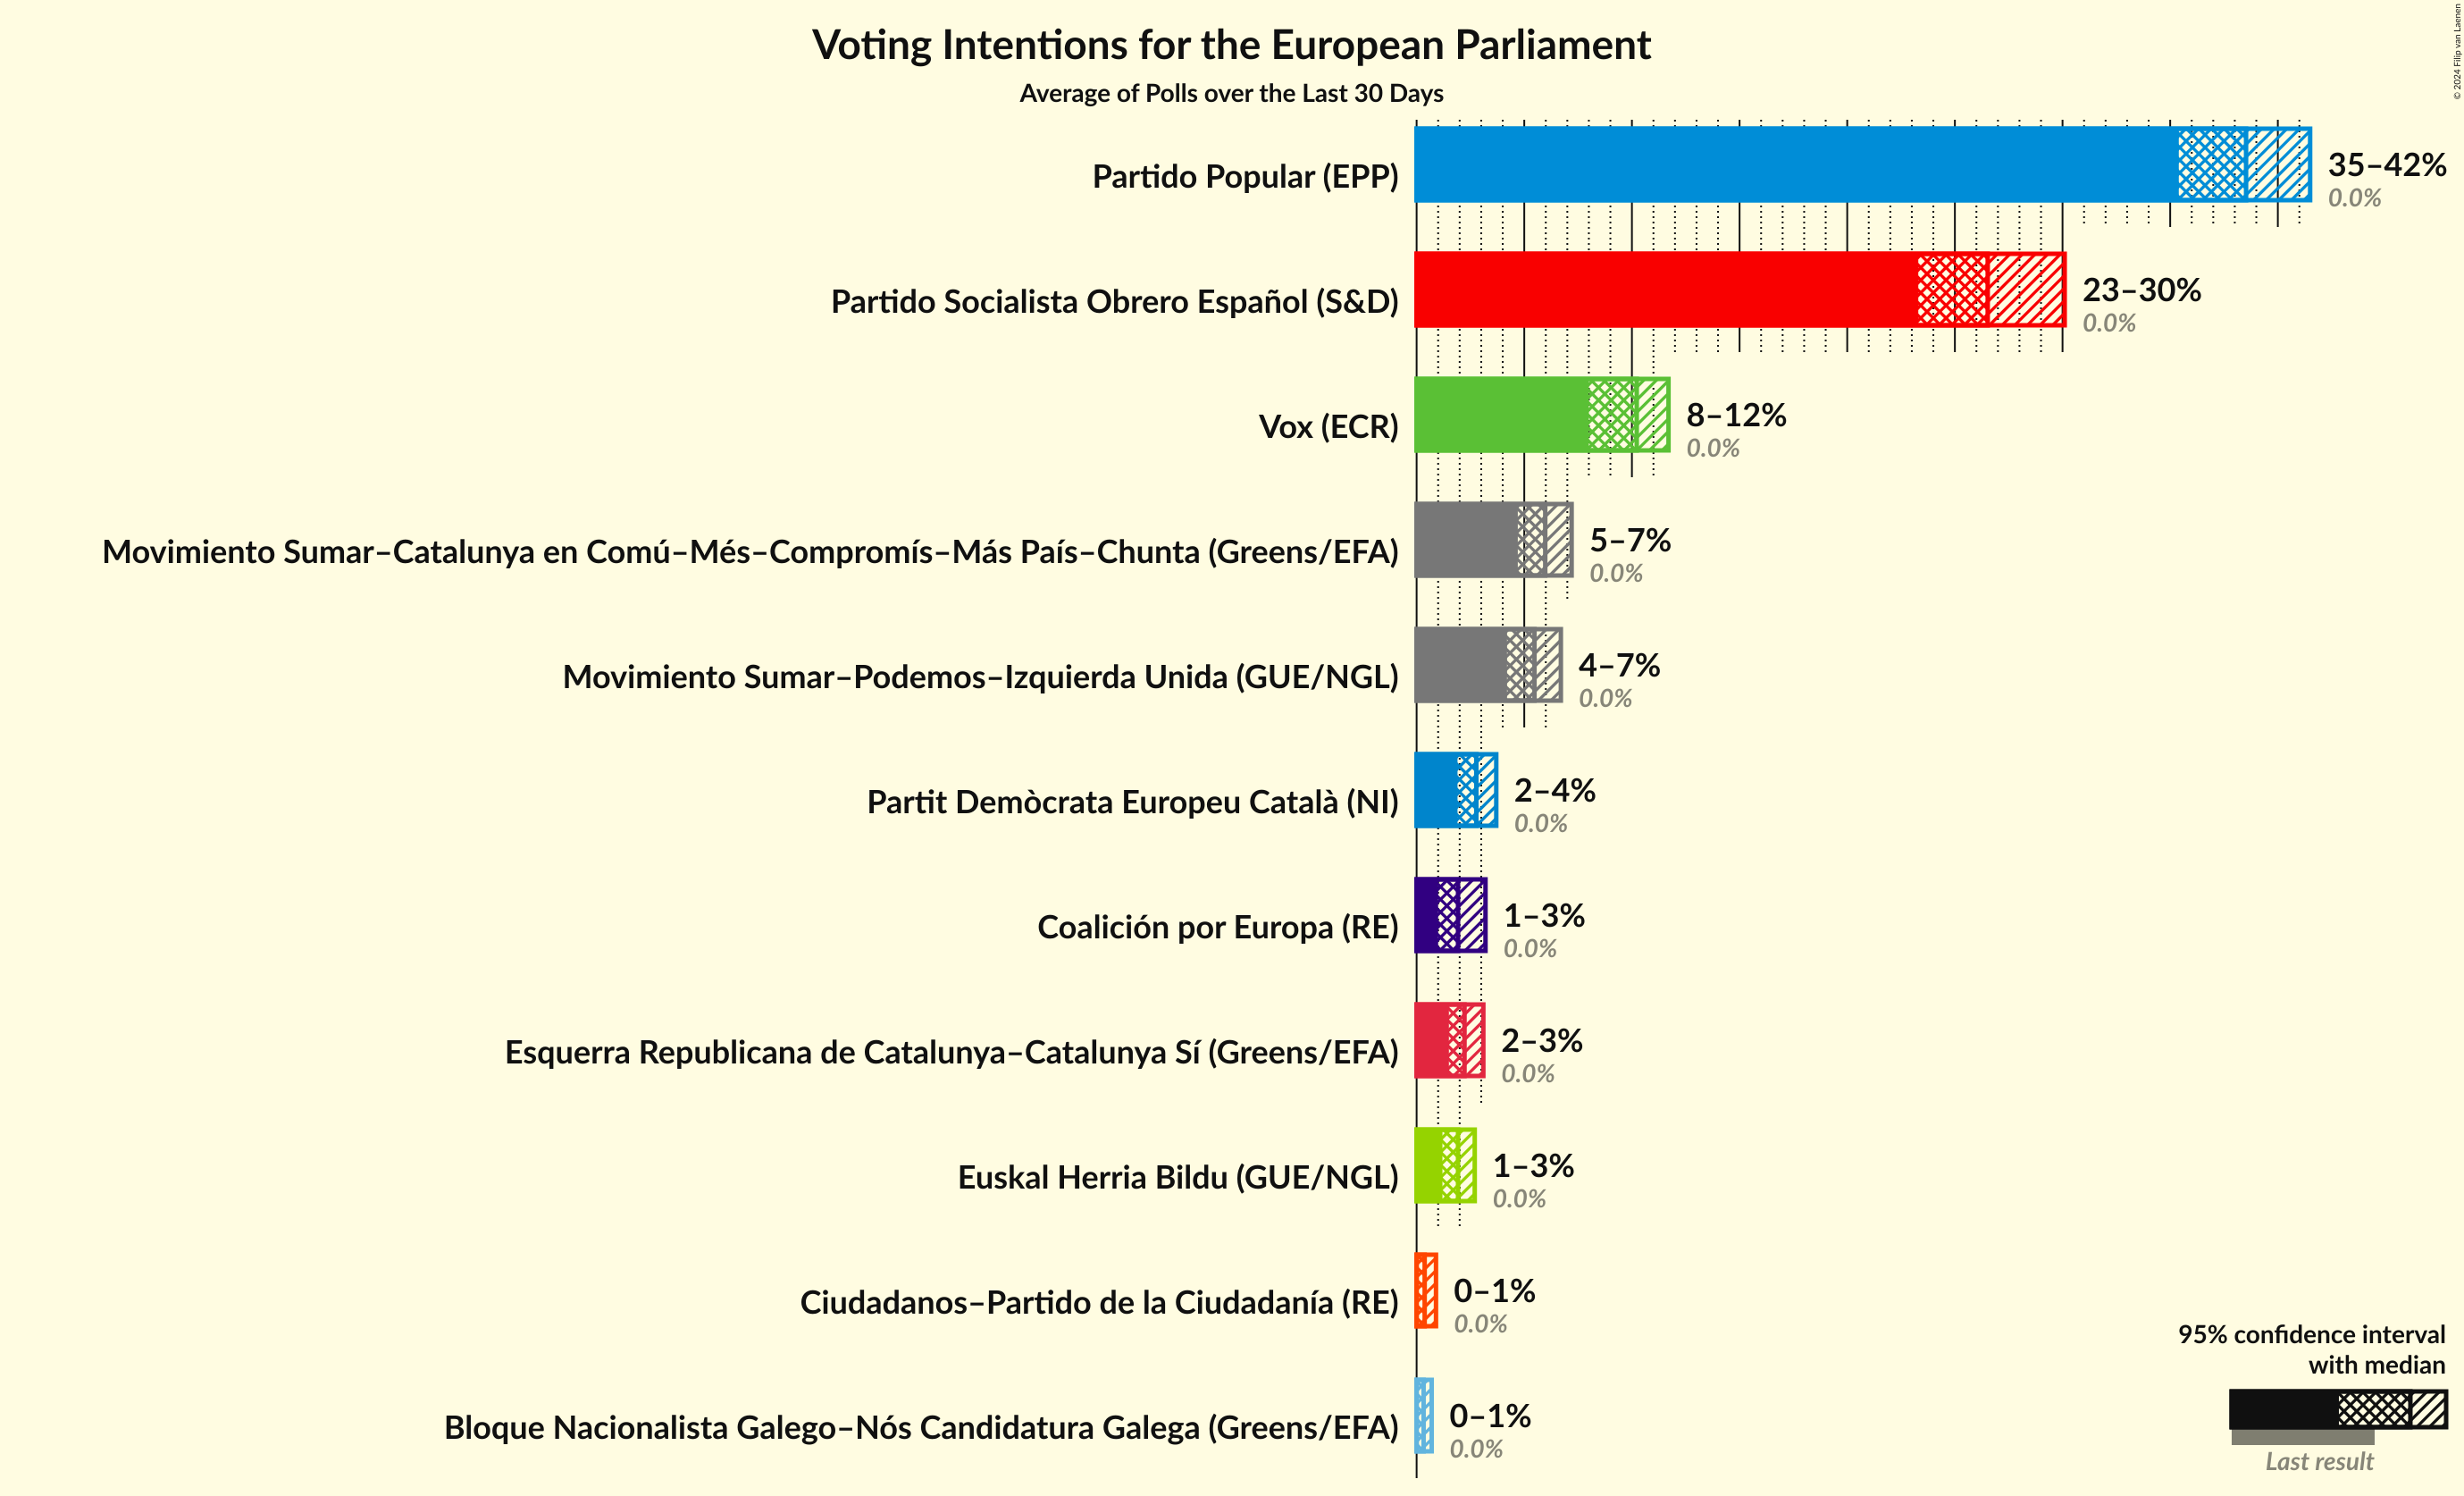 Voting Intentions for the European Parliament
Average of Polls over the Last 30 Days
© 2024 Filip van Laenen
Partido Popular (EPP)
35–42%
0.0%
Partido Socialista Obrero Español (S&D)
23–30%
0.0%
Vox (ECR)
8–12%
0.0%
Movimiento Sumar–Catalunya en Comú–Més–Compromís–Más País–Chunta (Greens/EFA)
5–7%
0.0%
Movimiento Sumar–Podemos–Izquierda Unida (GUE/NGL)
4–7%
0.0%
Partit Demòcrata Europeu Català (NI)
2–4%
0.0%
Coalición por Europa (RE)
1–3%
0.0%
Esquerra Republicana de Catalunya–Catalunya Sí (Greens/EFA)
2–3%
0.0%
Euskal Herria Bildu (GUE/NGL)
1–3%
0.0%
Ciudadanos–Partido de la Ciudadanía (RE)
0–1%
0.0%
Bloque Nacionalista Galego–Nós Candidatura Galega (Greens/EFA)
0–1%
0.0%
95% confidence interval
with median
Last result